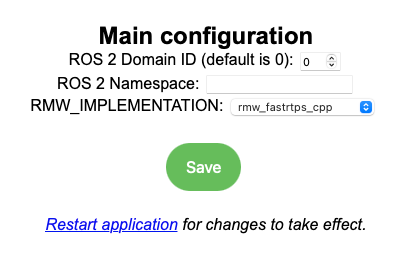 Main configuration
ROS 2 Domain ID (default is 0): 0
ROS 2 Namespace:
RMW_IMPLEMENTATION: rmw_fastrtps_cpp
Save
Restart application for changes to take effect.